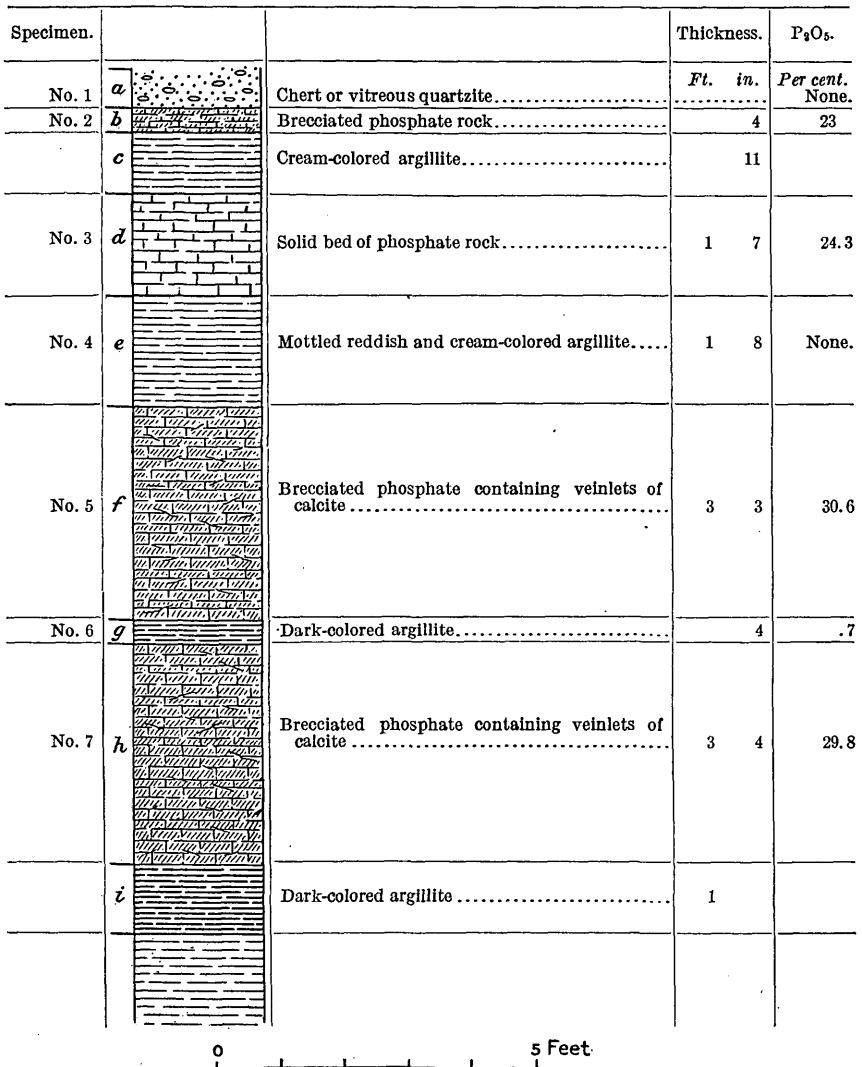 Specimen. Thickness. P₂O₅.
Ft. in. Per cent.
No. 1 a Chert or vitreous quartzite.......................... .......... None.
No. 2 b Brecciated phosphate rock.......................... 4 23
c Cream-colored argillite.......................... 11
No. 3 d Solid bed of phosphate rock.......................... 1 7 24.3
No. 4 e Mottled reddish and cream-colored argillite..... 1 8 None.
Brecciated phosphate containing veinlets of
No. 5 f calcite.......................... 3 3 30.6
No. 6 g Dark-colored argillite.......................... 4 .7
Brecciated phosphate containing veinlets of
No. 7 h calcite.......................... 3 4 29.8
i Dark-colored argillite.......................... 1
0 5 Feet